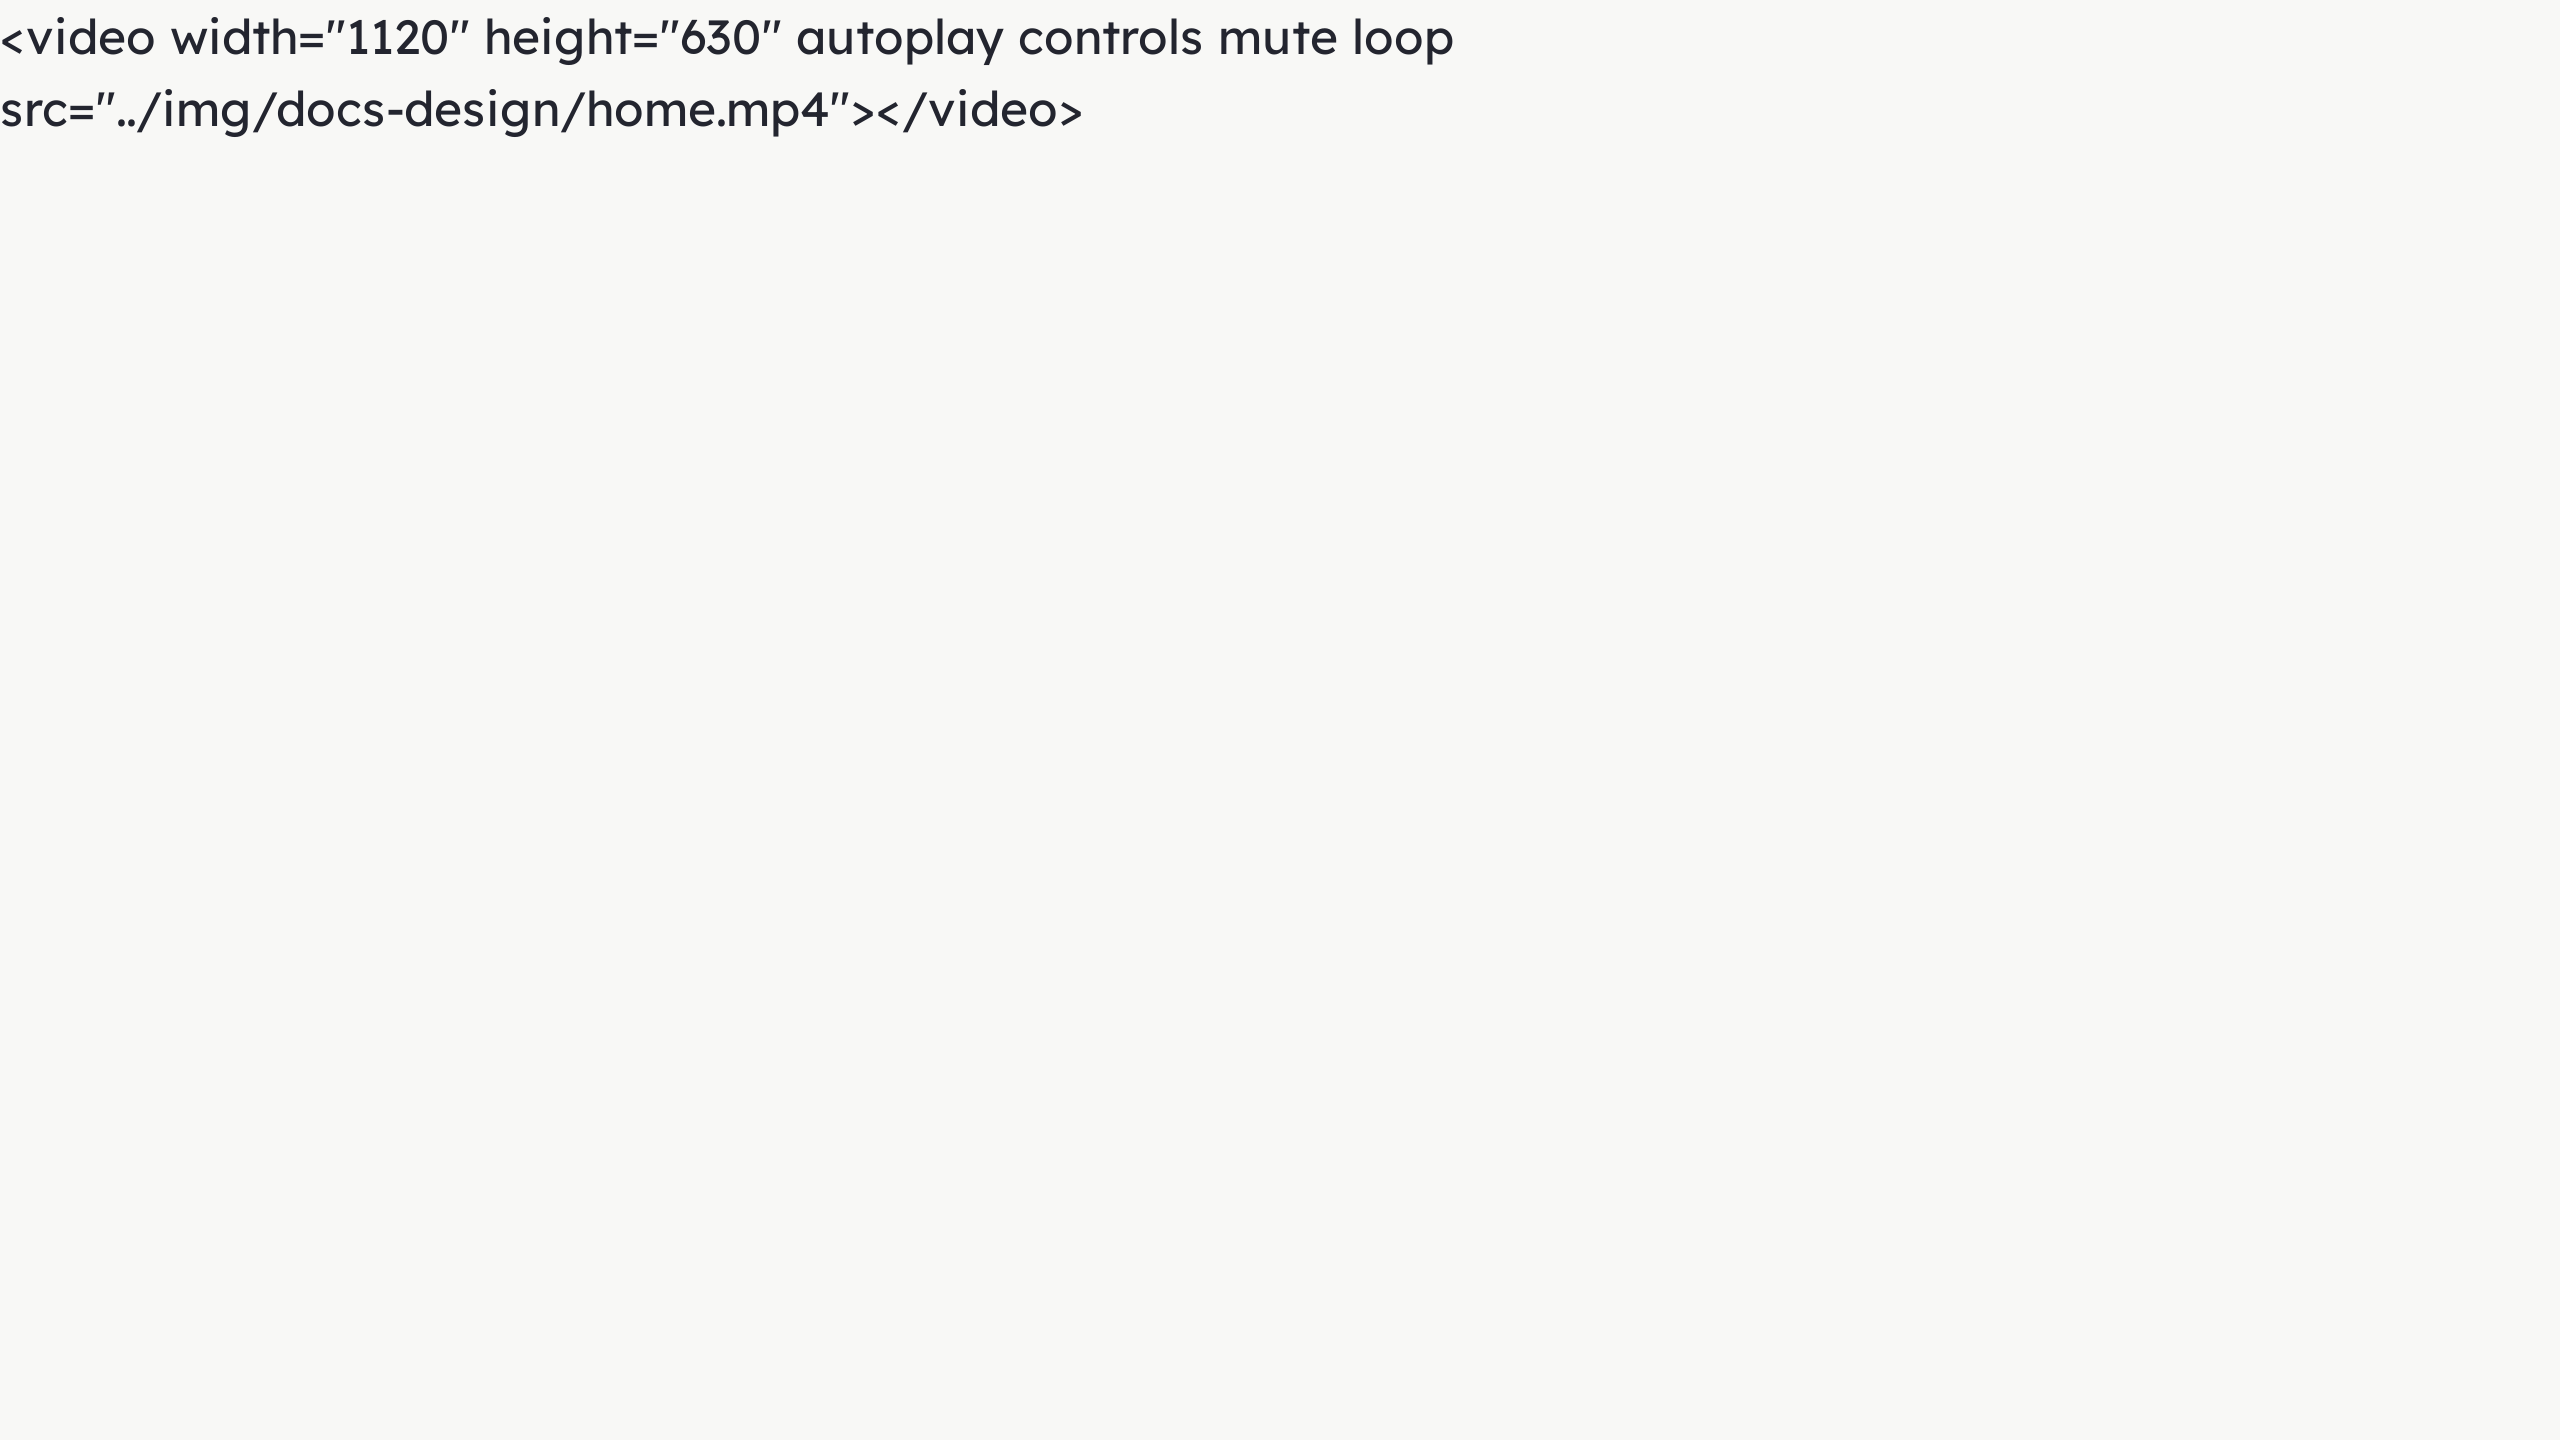 <video width="1120" height="630" autoplay controls mute loop
src="../img/docs-design/home.mp4"></video>